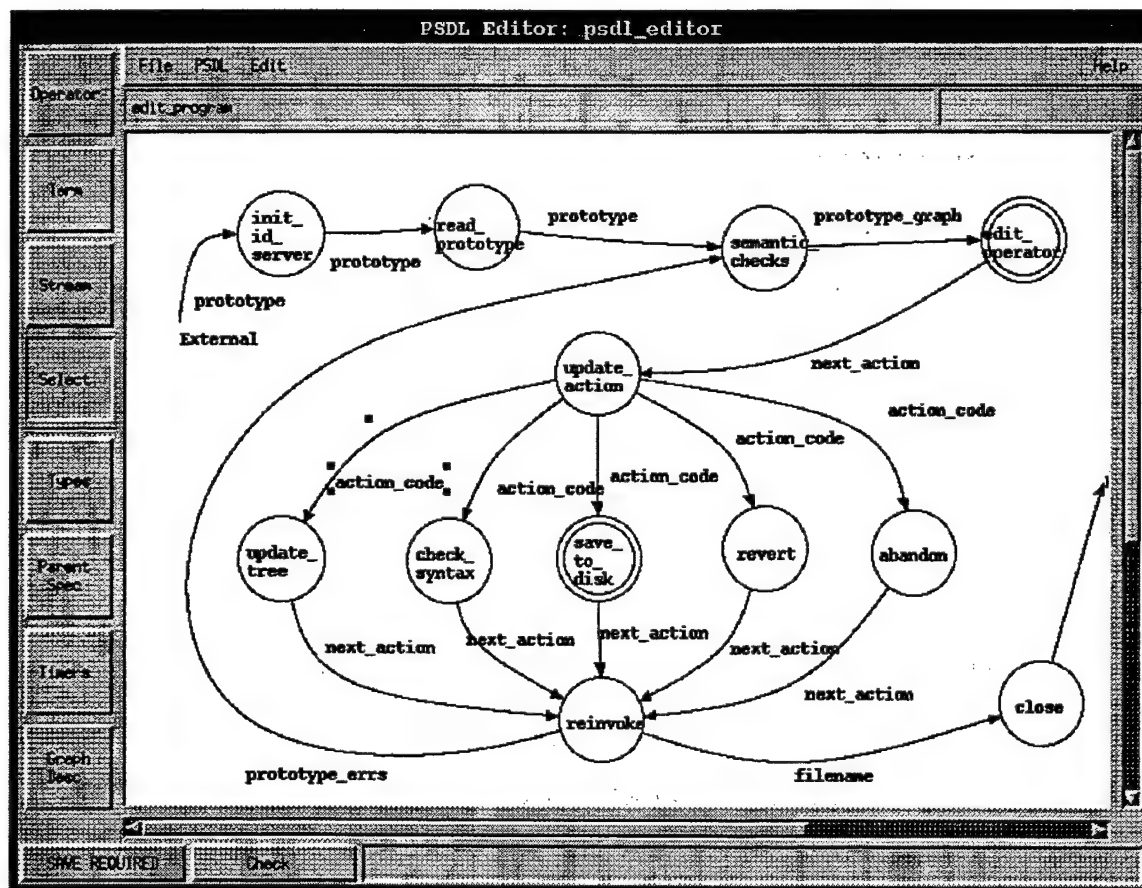 PSDL Editor: psdl_editor
File PSDL Edit Help
Operator
edit_program
Term
Stream
Select
Types
Parent
Spec
Timers
Graph
Desc
init_
id_
server
read_
prototype
prototype
semantic
checks
prototype_graph
edit_
operator
prototype
prototype
External
update_
action
next_action
action_code
action_code
action_code
action_code
action_code
update_
tree
check_
syntax
save_
to_
disk
revert
abandon
next_action
next_action
next_action
next_action
next_action
reinvoke
close
prototype_errs
filename
SAVE REQUIRED Check